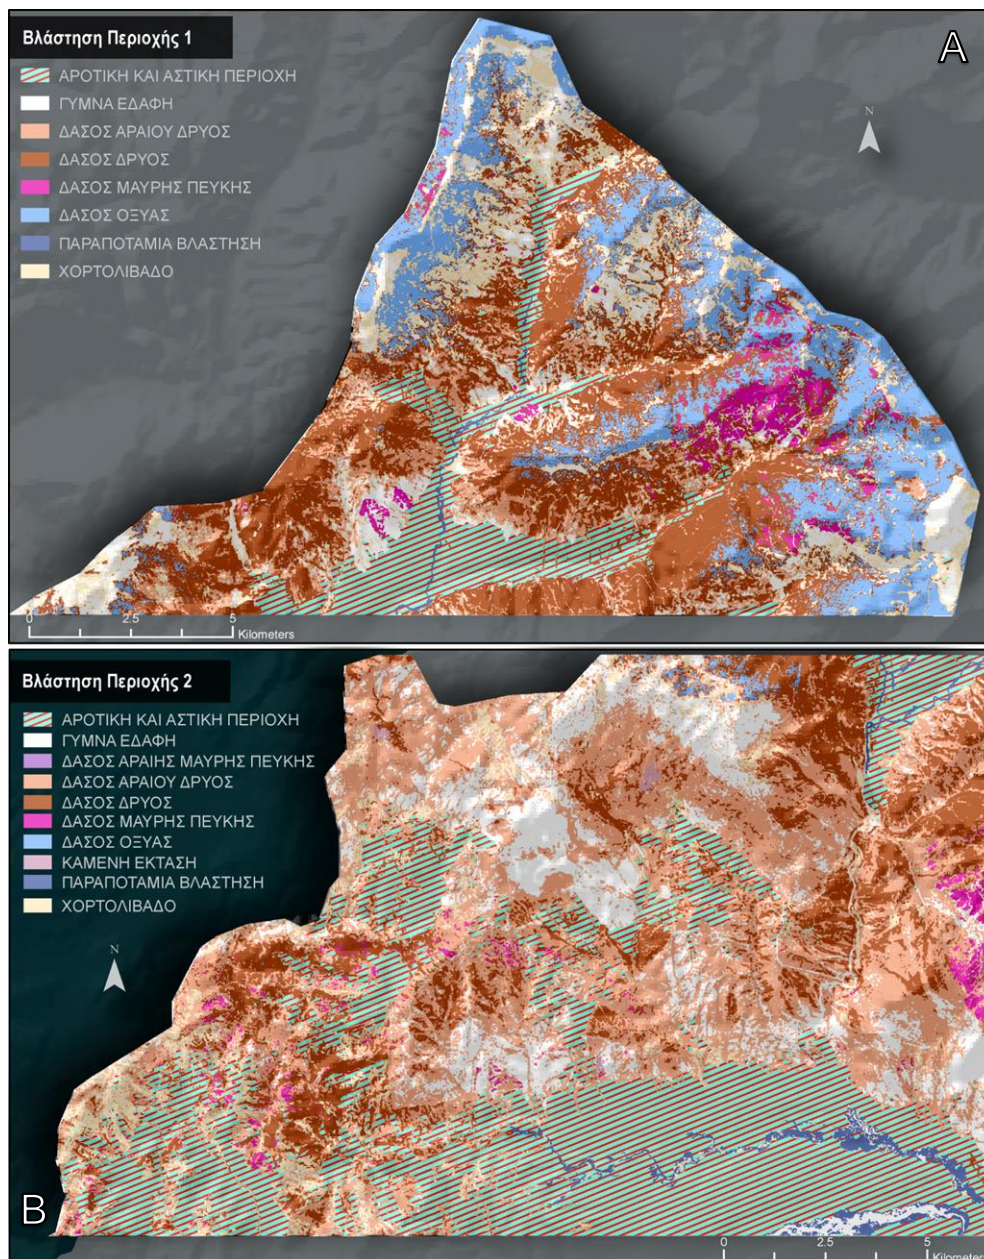 Βλάστηση Περιοχής 1
A
ΑΡΟΤΙΚΗ ΚΑΙ ΑΣΤΙΚΗ ΠΕΡΙΟΧΗ
ΓΥΜΝΑ ΕΔΑΦΗ
ΔΑΣΟΣ ΑΡΑΙΟΥ ΔΡΥΟΣ
ΔΑΣΟΣ ΔΡΥΟΣ
ΔΑΣΟΣ ΜΑΥΡΗΣ ΠΕΥΚΗΣ
ΔΑΣΟΣ ΟΞΥΑΣ
ΠΑΡΑΠΟΤΑΜΙΑ ΒΛΑΣΤΗΣΗ
ΧΟΡΤΟΛΙΒΑΔΟ
N
0 2.5 5
Kilometers
Βλάστηση Περιοχής 2
ΑΡΟΤΙΚΗ ΚΑΙ ΑΣΤΙΚΗ ΠΕΡΙΟΧΗ
ΓΥΜΝΑ ΕΔΑΦΗ
ΔΑΣΟΣ ΑΡΑΙΗΣ ΜΑΥΡΗΣ ΠΕΥΚΗΣ
ΔΑΣΟΣ ΑΡΑΙΟΥ ΔΡΥΟΣ
ΔΑΣΟΣ ΔΡΥΟΣ
ΔΑΣΟΣ ΜΑΥΡΗΣ ΠΕΥΚΗΣ
ΔΑΣΟΣ ΟΞΥΑΣ
ΚΑΜΕΝΗ ΕΚΤΑΣΗ
ΠΑΡΑΠΟΤΑΜΙΑ ΒΛΑΣΤΗΣΗ
ΧΟΡΤΟΛΙΒΑΔΟ
N
B
0 2.5 5
Kilometers